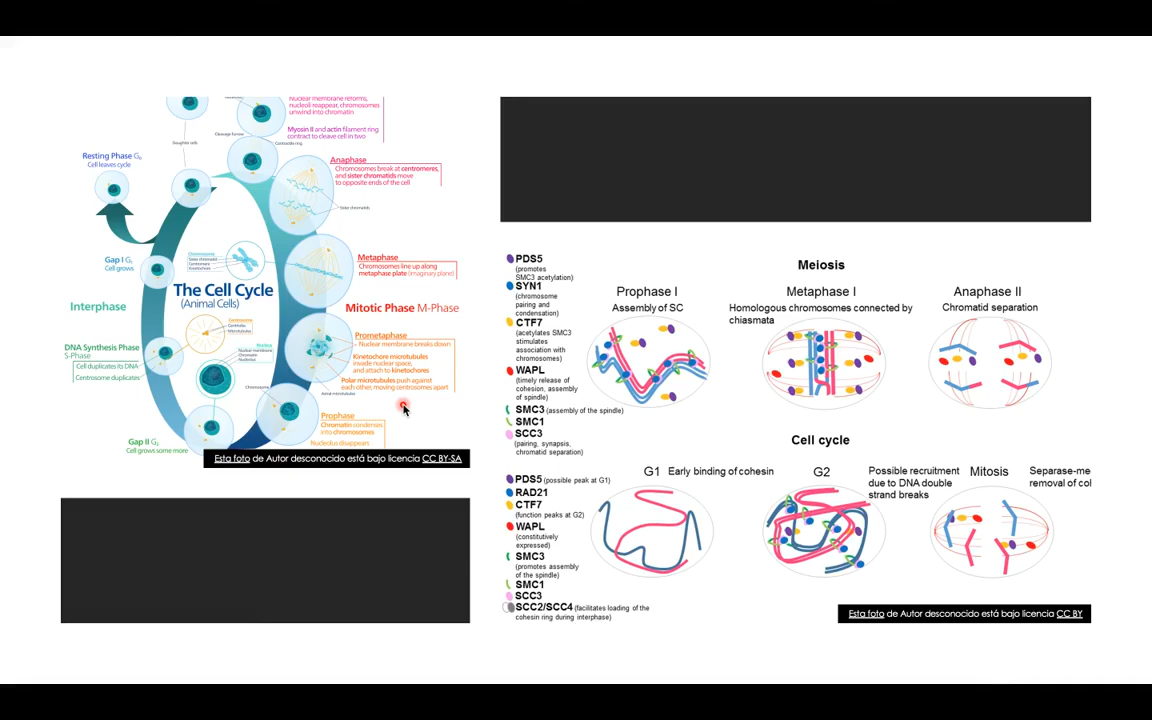 Nuclear membrane reforms,
nucleoli reappear, chromosomes
unwind into chromatin
Myosin II and actin filament ring
contract to cleave cell in two
Cleavage furrow
Contractile ring
Daughter cells
Resting Phase G0
Cell leaves cycle
Anaphase
Chromosomes break at centromeres,
and sister chromatids move
to opposite ends of the cell
Gap I G1
Cell grows
Chromosome
Sister chromatid
Centromere
Kinetochore
Metaphase
Chromosomes line up along
metaphase plate (imaginary plane)
The Cell Cycle
(Animal Cells)
Interphase
Mitotic Phase M-Phase
Centrosome
Centrioles
Microtubules
Prometaphase
Nuclear membrane breaks down
Kinetochore microtubules
invade nuclear space,
and attach to kinetochores
Polar microtubules push against
each other, moving centrosomes apart
DNA Synthesis Phase
S-Phase
Cell duplicates its DNA
Centrosome duplicates
Nucleus
Nuclear membrane
Chromatin
Nucleolus
Chromosome
Astral microtubules
Prophase
Chromatin condenses
into chromosomes
Nucleolus disappears
Gap II G2
Cell grows some more
Esta foto de Autor desconocido está bajo licencia CC BY-SA
Meiosis
PDS5
(promotes
SMC3 acetylation)
SYN1
(chromosome
pairing and
condensation)
CTF7
(acetylates SMC3
stimulates
association with
chromosomes)
WAPL
(timely release of
cohesion, assembly
of spindle)
SMC3 (assembly of the spindle)
SMC1
SCC3
(pairing, synapsis,
chromatid separation)
Prophase I
Assembly of SC
Metaphase I
Homologous chromosomes connected by
chiasmata
Anaphase II
Chromatid separation
Cell cycle
PDS5 (possible peak at G1)
RAD21
CTF7
(function peaks at G2)
WAPL
(constitutively
expressed)
SMC3
(promotes assembly
of the spindle)
SMC1
SCC3
SCC2/SCC4 (facilitates loading of the
cohesin ring during interphase)
G1 Early binding of cohesin
G2
Possible recruitment
due to DNA double
strand breaks
Mitosis
Separase-me
removal of col
Esta foto de Autor desconocido está bajo licencia CC BY